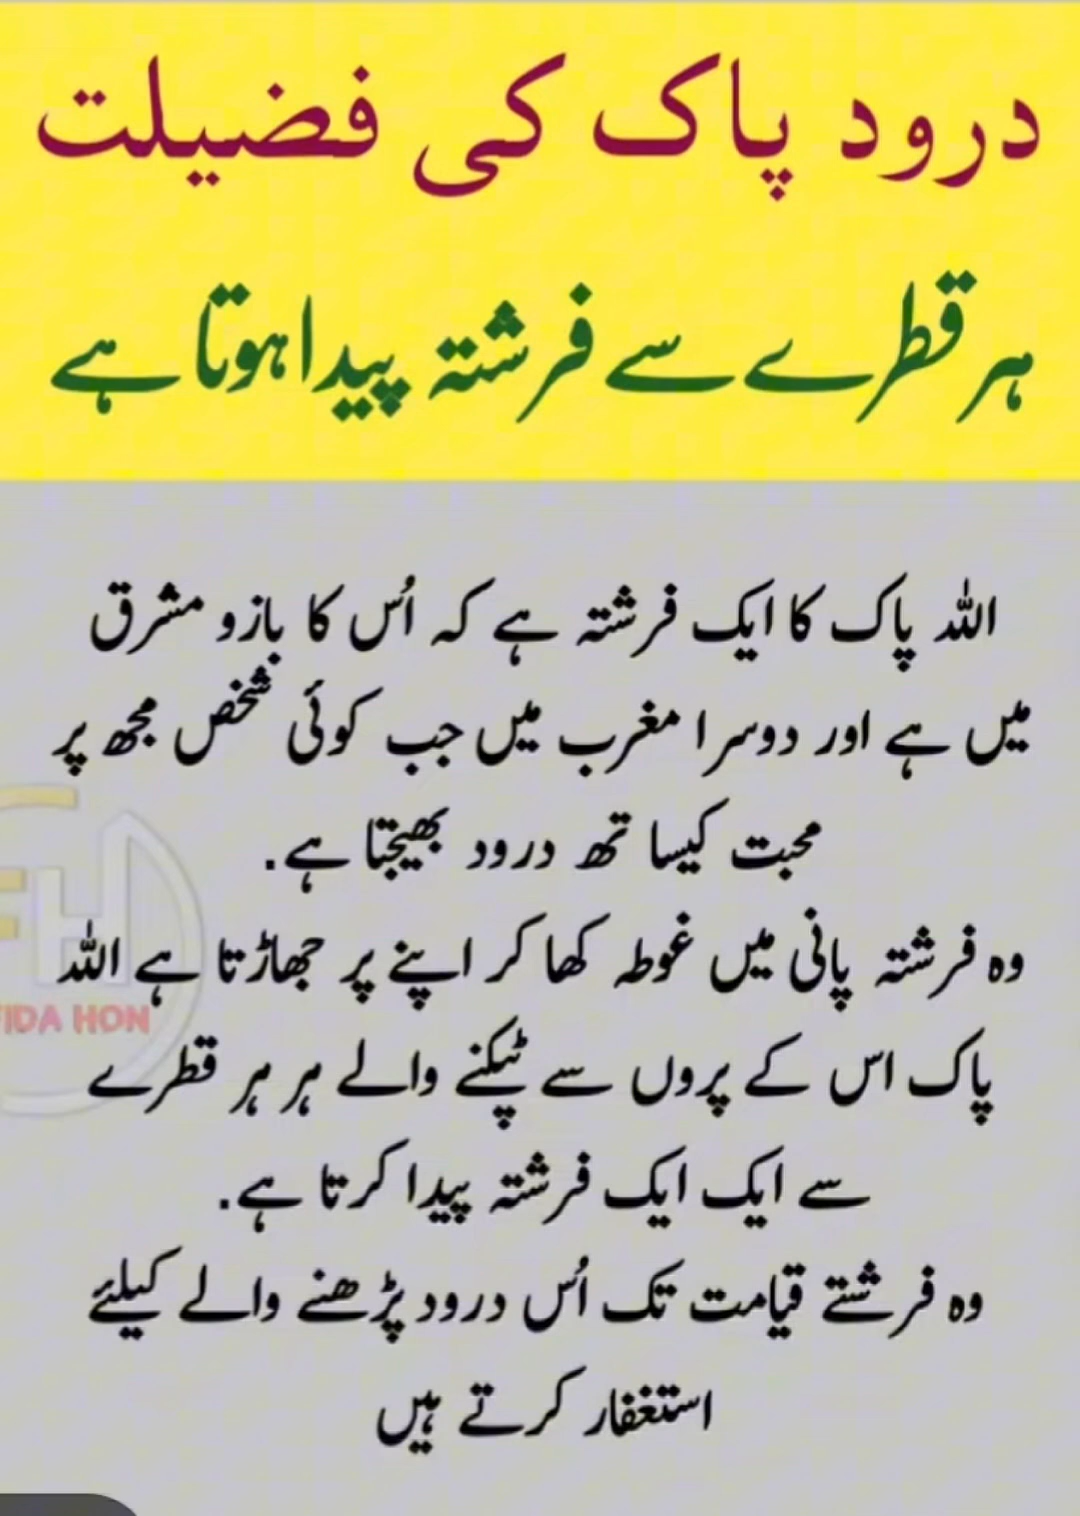 درود پاک کی فضیلت
ہر قطرے سے فرشتہ پیدا ہوتا ہے
اللہ پاک کا ایک فرشتہ ہے کہ اُس کا بازو مشرق
میں ہے اور دوسرا مغرب میں جب کوئی شخص مجھ پر
محبت کیساتھ درود بھیجتا ہے.
وہ فرشتہ پانی میں غوطہ کھا کر اپنے پر جھاڑتا ہے اللہ
پاک اس کے پروں سے ٹپکنے والے ہر ہر قطرے
سے ایک ایک فرشتہ پیدا کرتا ہے.
وہ فرشتے قیامت تک اُس درود پڑھنے والے کیلئے
استغفار کرتے ہیں
FH
FIDA HON